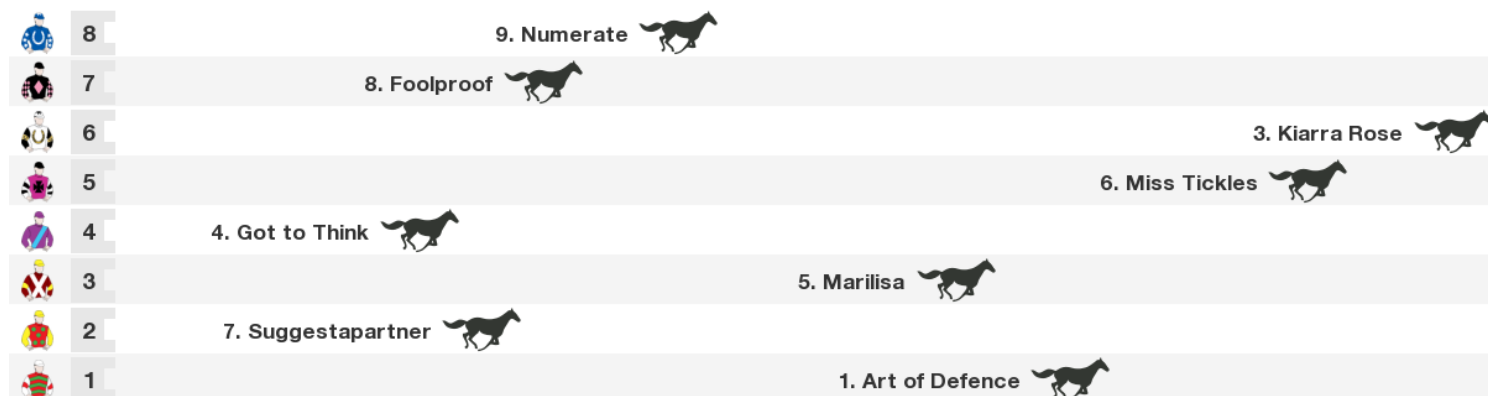 8 9. Numerate
7 8. Foolproof
6 3. Kiarra Rose
5 6. Miss Tickles
4 4. Got to Think
3 5. Marilisa
2 7. Suggestapartner
1 1. Art of Defence